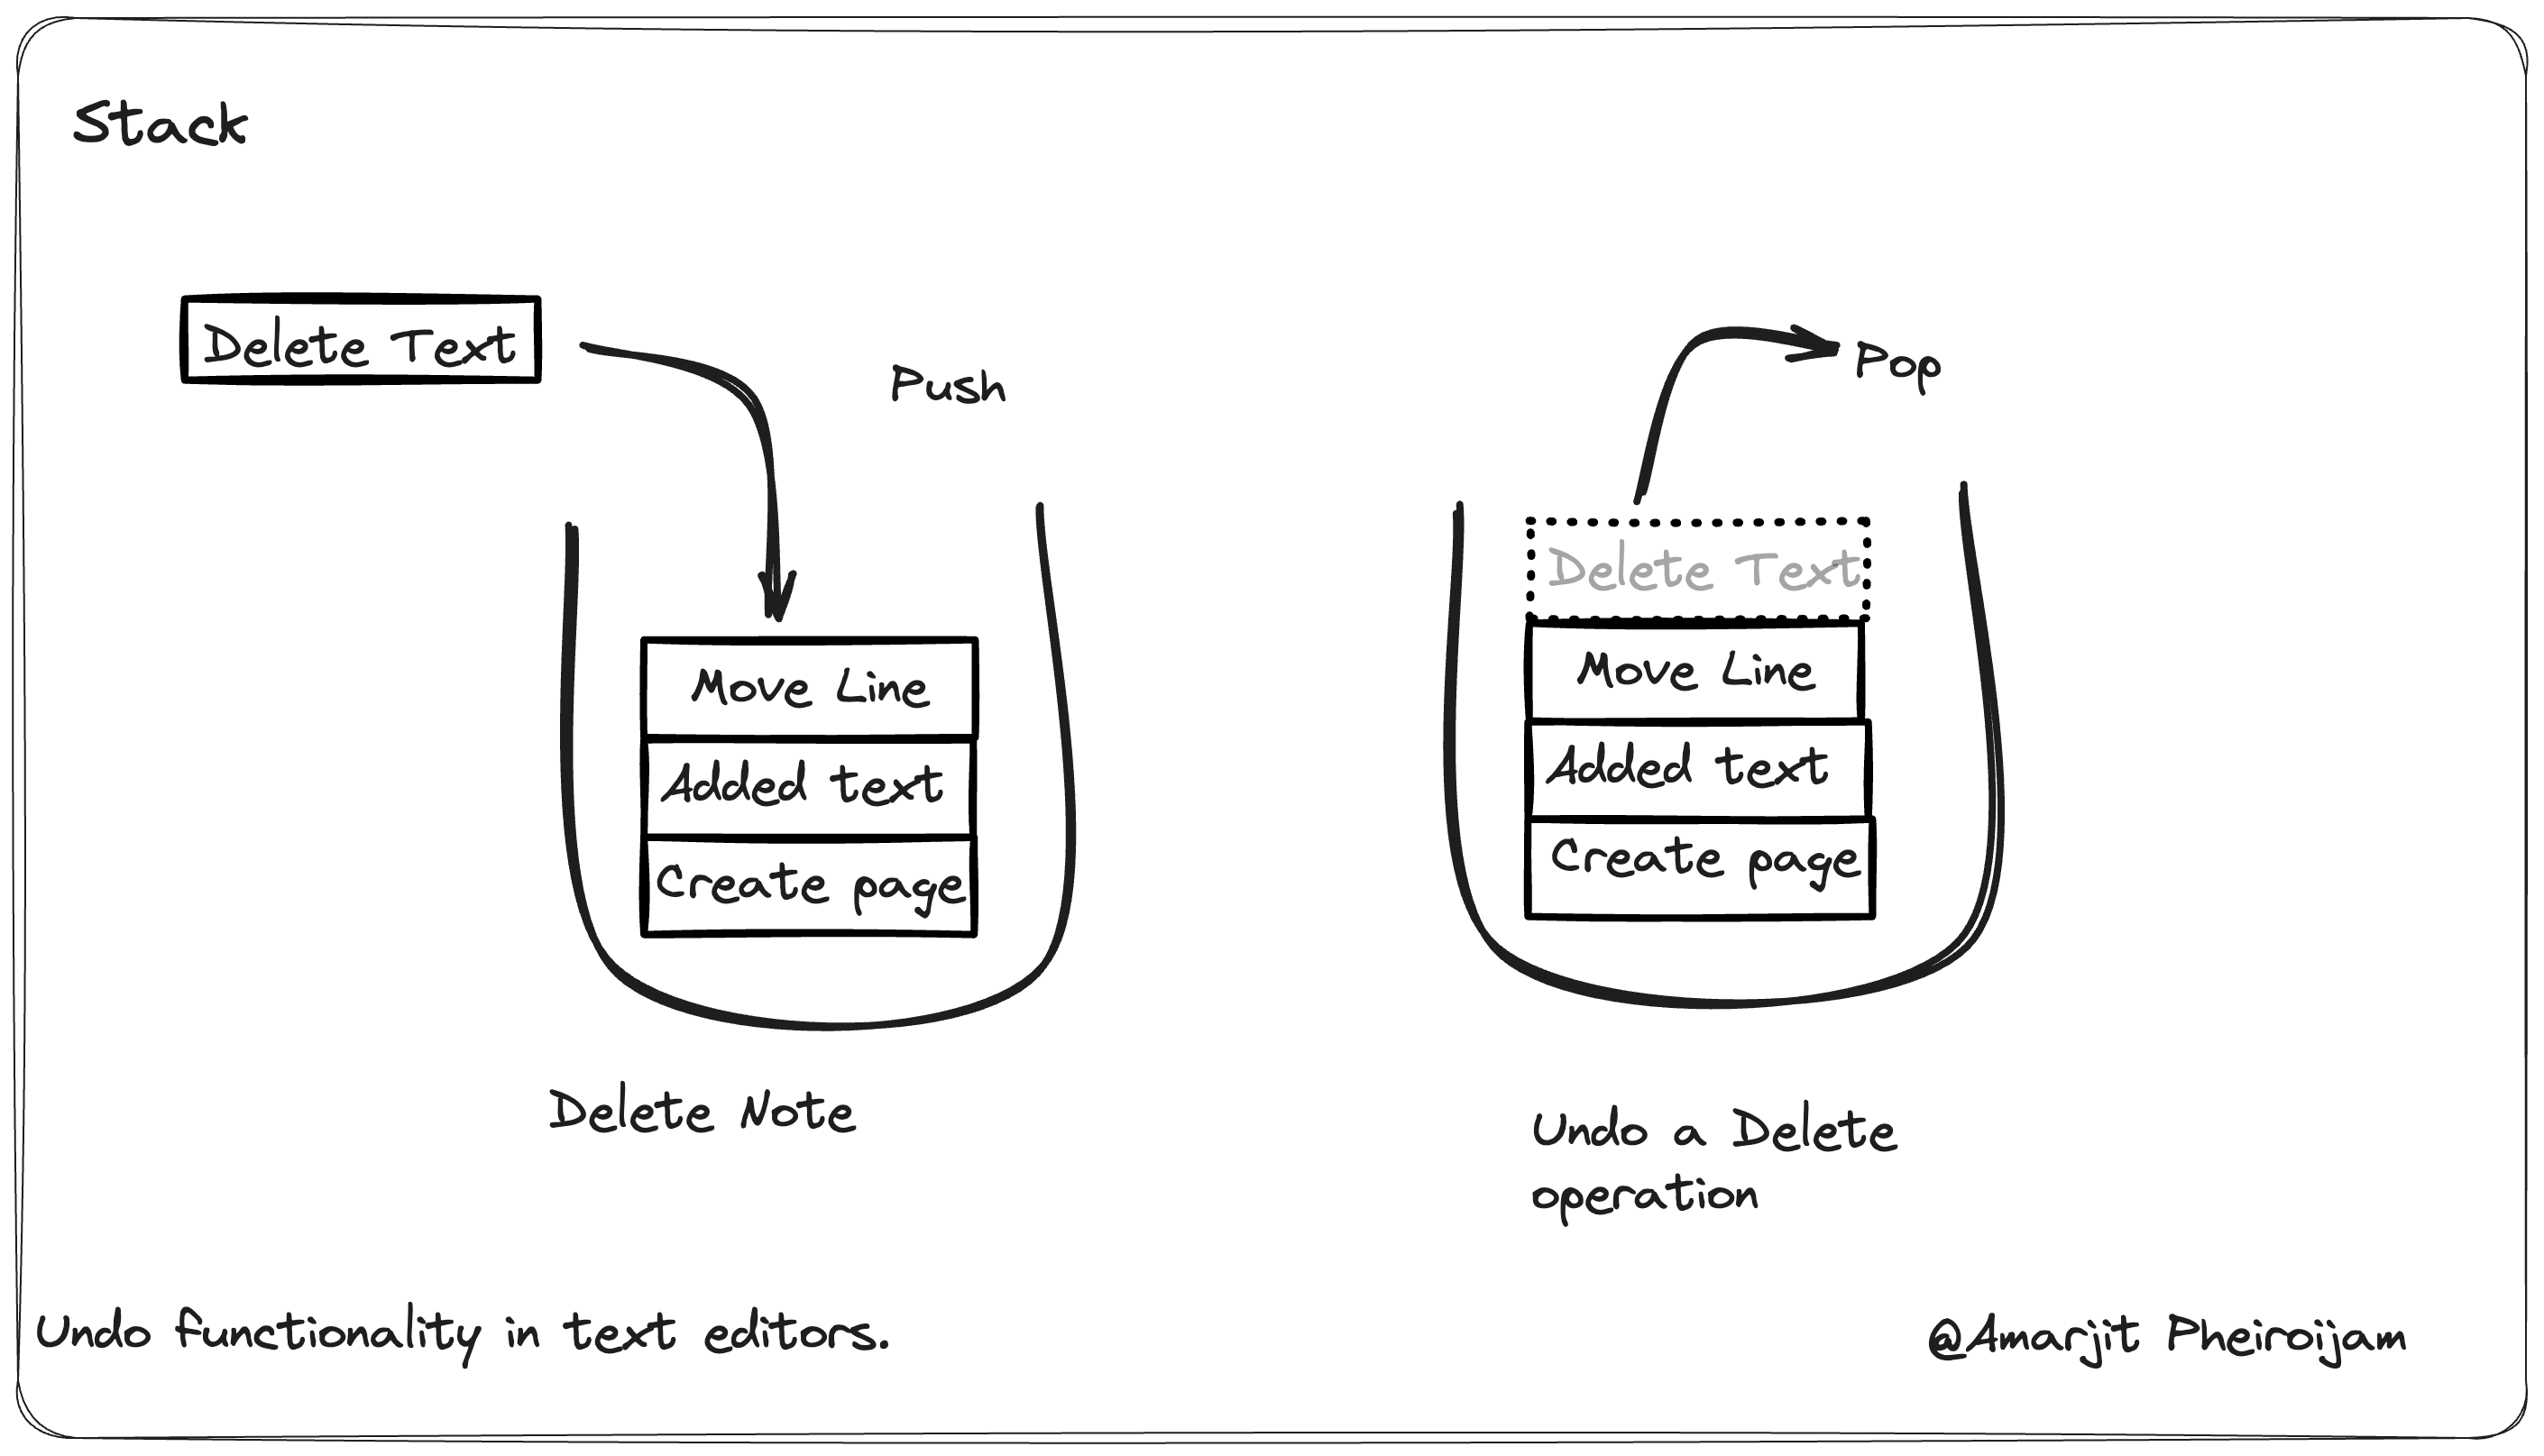 Stack
Delete Text
Push
Move Line
Added text
Create page
Delete Note
Pop
Delete Text
Move Line
Added text
Create page
Undo a Delete
operation
Undo functionality in text editors.
@Amarjit Pheiroijam